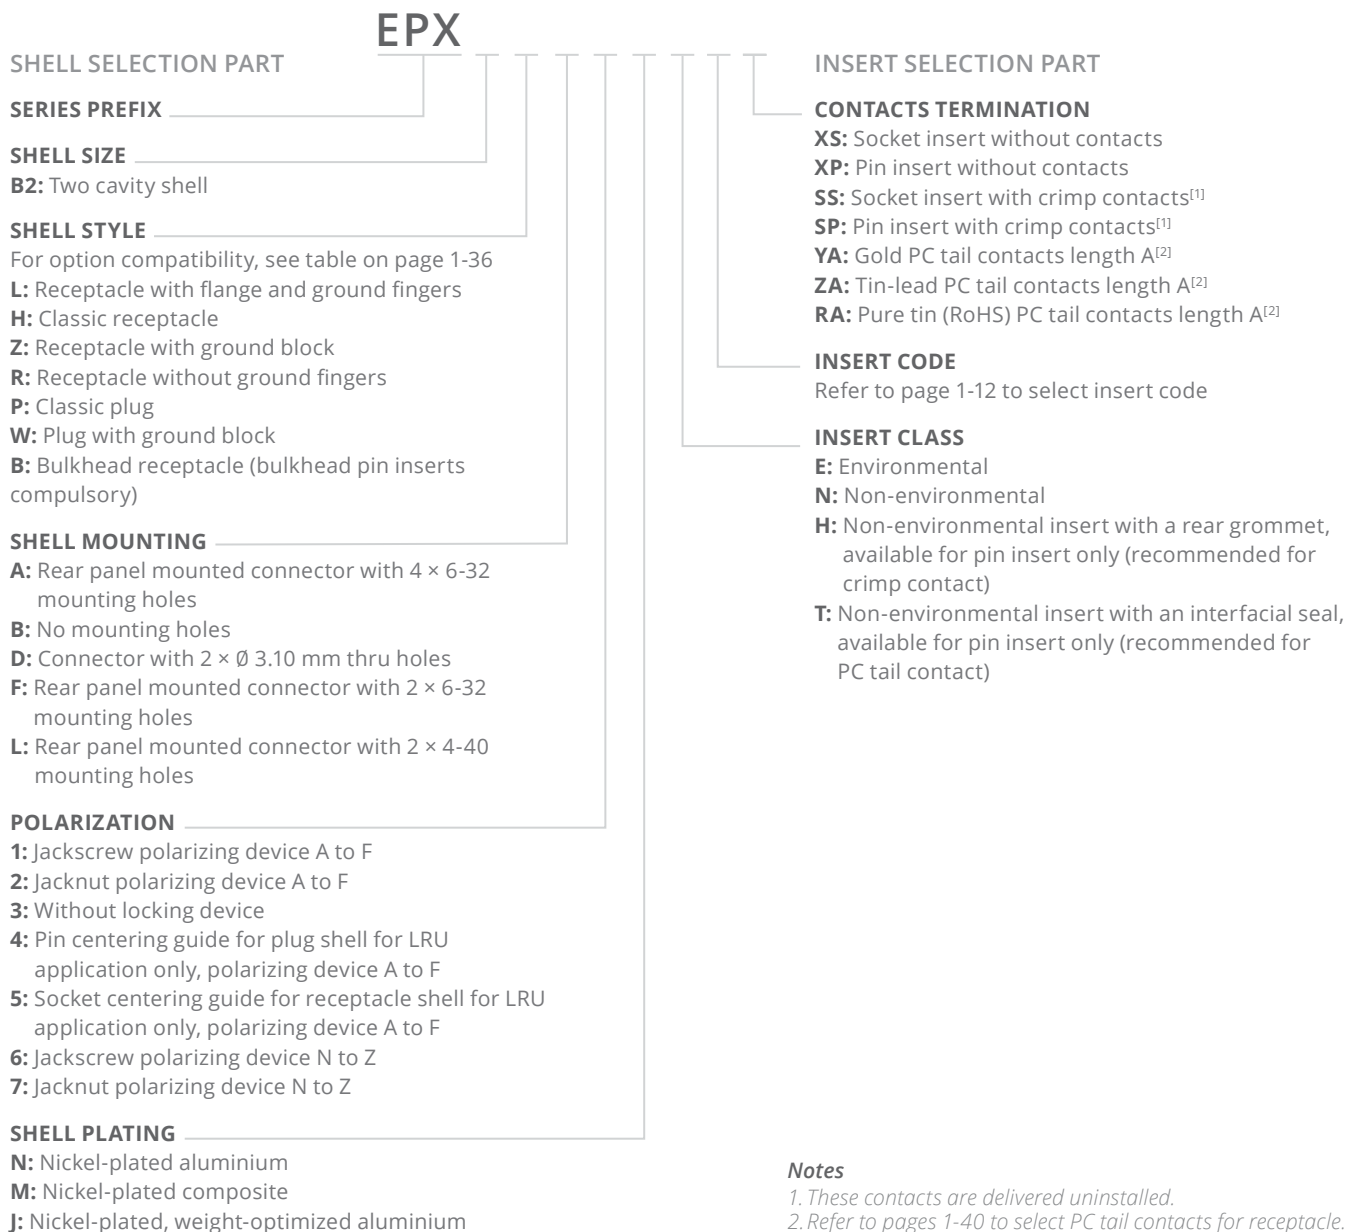 EPX
SHELL SELECTION PART
SERIES PREFIX
SHELL SIZE
B2: Two cavity shell
SHELL STYLE
For option compatibility, see table on page 1-36
L: Receptacle with flange and ground fingers
H: Classic receptacle
Z: Receptacle with ground block
R: Receptacle without ground fingers
P: Classic plug
W: Plug with ground block
B: Bulkhead receptacle (bulkhead pin inserts
compulsory)
SHELL MOUNTING
A: Rear panel mounted connector with 4 × 6-32
mounting holes
B: No mounting holes
D: Connector with 2 × Ø 3.10 mm thru holes
F: Rear panel mounted connector with 2 × 6-32
mounting holes
L: Rear panel mounted connector with 2 × 4-40
mounting holes
POLARIZATION
1: Jackscrew polarizing device A to F
2: Jacknut polarizing device A to F
3: Without locking device
4: Pin centering guide for plug shell for LRU
application only, polarizing device A to F
5: Socket centering guide for receptacle shell for LRU
application only, polarizing device A to F
6: Jackscrew polarizing device N to Z
7: Jacknut polarizing device N to Z
SHELL PLATING
N: Nickel-plated aluminium
M: Nickel-plated composite
J: Nickel-plated, weight-optimized aluminium
INSERT SELECTION PART
CONTACTS TERMINATION
XS: Socket insert without contacts
XP: Pin insert without contacts
SS: Socket insert with crimp contacts[1]
SP: Pin insert with crimp contacts[1]
YA: Gold PC tail contacts length A[2]
ZA: Tin-lead PC tail contacts length A[2]
RA: Pure tin (RoHS) PC tail contacts length A[2]
INSERT CODE
Refer to page 1-12 to select insert code
INSERT CLASS
E: Environmental
N: Non-environmental
H: Non-environmental insert with a rear grommet,
available for pin insert only (recommended for
crimp contact)
T: Non-environmental insert with an interfacial seal,
available for pin insert only (recommended for
PC tail contact)
Notes
1. These contacts are delivered uninstalled.
2. Refer to pages 1-40 to select PC tail contacts for receptacle.